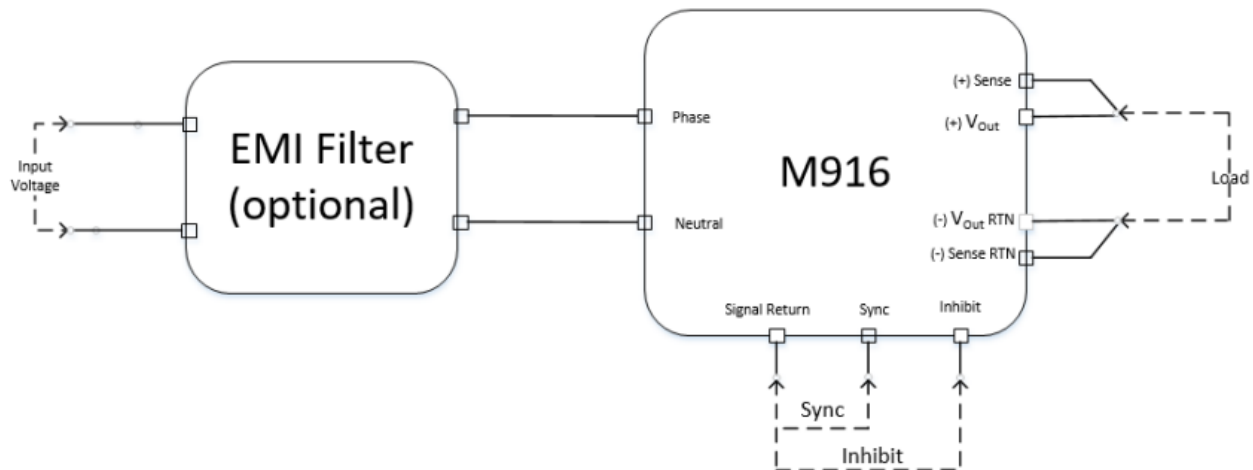 Input
Voltage
EMI Filter
(optional)
Phase
Neutral
M916
(+) Sense
(+) VOut
(-) VOut RTN
(-) Sense RTN
Load
Signal Return
Sync
Inhibit
Sync
Inhibit